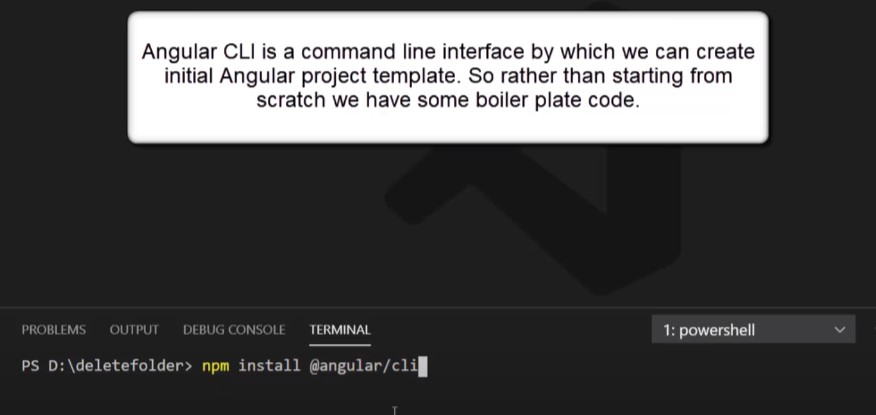 Angular CLI is a command line interface by which we can create
initial Angular project template. So rather than starting from
scratch we have some boiler plate code.
PROBLEMS OUTPUT DEBUG CONSOLE TERMINAL 1: powershell
PS D:\deletefolder> npm install @angular/cli